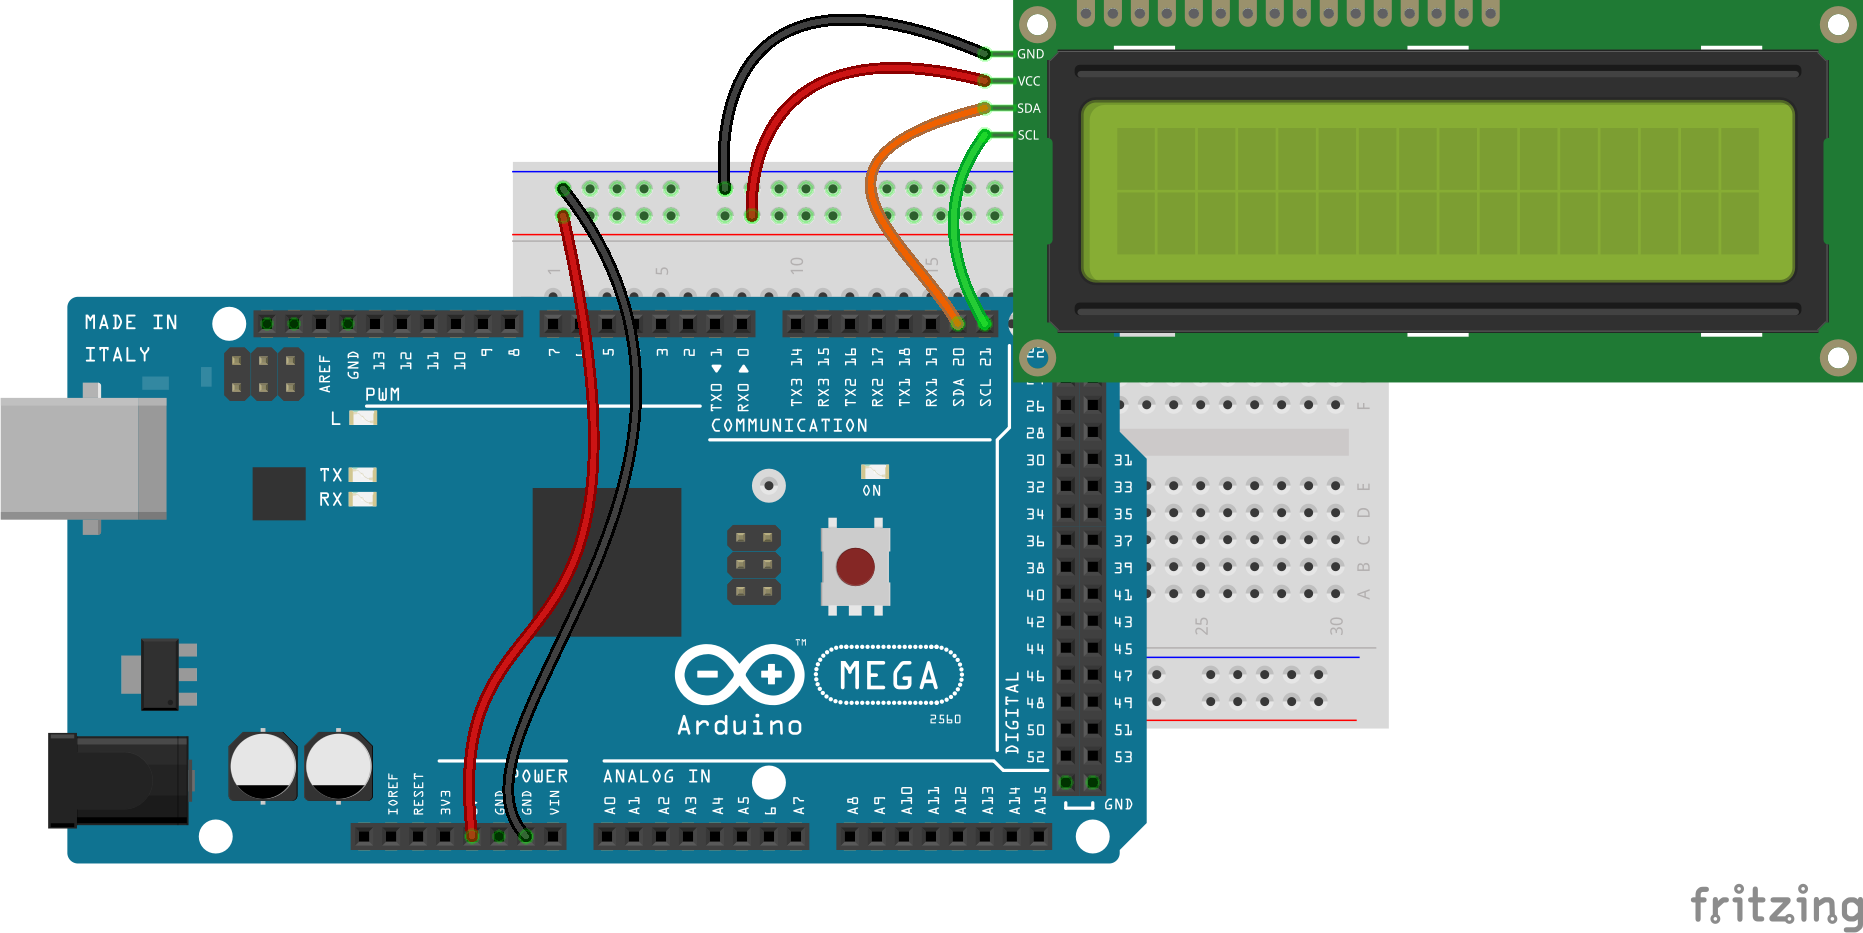 GND
VCC
SDA
SCL
1
5
10
15
MADE IN
ITALY
AREF
GND
13
12
11
10
9
8
7
5
3
2
TX0 1
RX0 0
TX3 14
RX3 15
TX2 16
RX2 17
TX1 18
RX1 19
SDA 20
SCL 21
22
PWM
L
COMMUNICATION
TX
RX
ON
26
28
30 31
32 33
34 35
36 37
38 39
40 41
42 43
44 45
46 47
48 49
50 51
52 53
GND
DIGITAL
F
E
D
C
B
A
25
30
TM
MEGA
Arduino
2560
POWER
ANALOG IN
IOREF
RESET
3V3
GND
GND
VIN
A0
A1
A2
A3
A4
A5
6
A7
A8
A9
A10
A11
A12
A13
A14
A15
fritzing